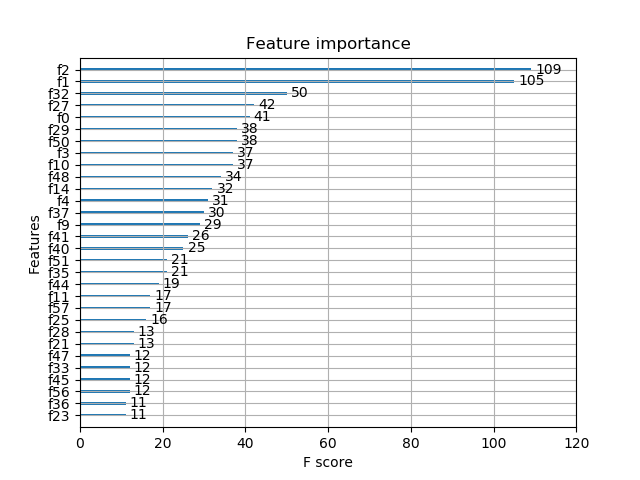 Feature importance
Features
f2 109
f1 105
f32 50
f27 42
f0 41
f29 38
f50 38
f3 37
f10 37
f48 34
f14 32
f4 31
f37 30
f9 29
f41 26
f40 25
f51 21
f35 21
f44 19
f11 17
f57 17
f25 16
f28 13
f21 13
f47 12
f33 12
f45 12
f56 12
f36 11
f23 11
0 20 40 60 80 100 120
F score